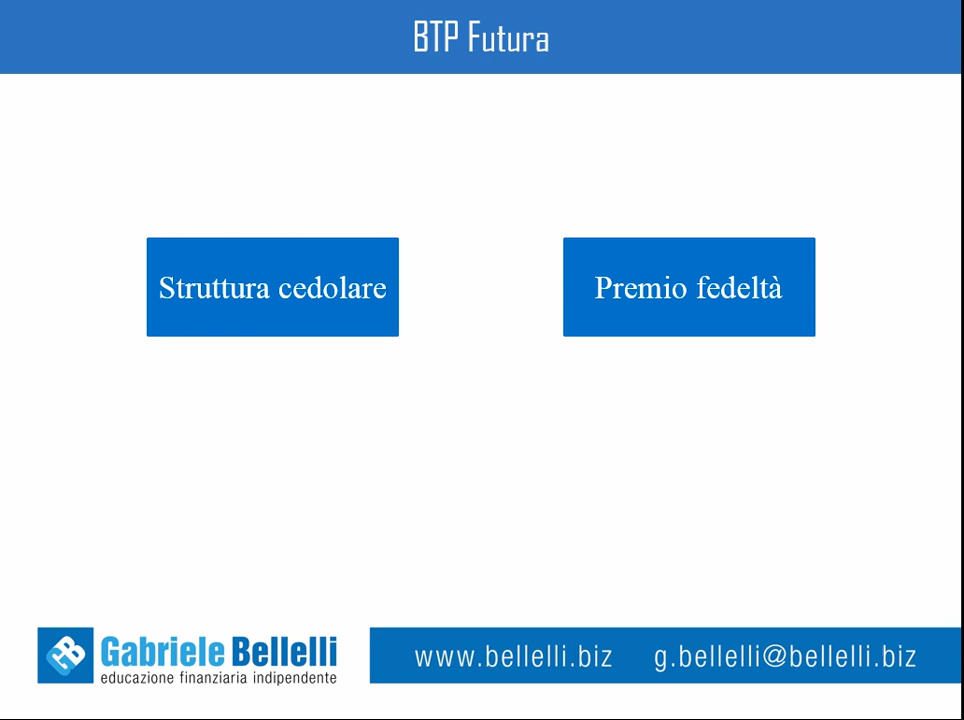 BTP Futura
Struttura cedolare
Premio fedeltà
Gabriele Bellelli
educazione finanziaria indipendente
www.bellelli.biz g.bellelli@bellelli.biz